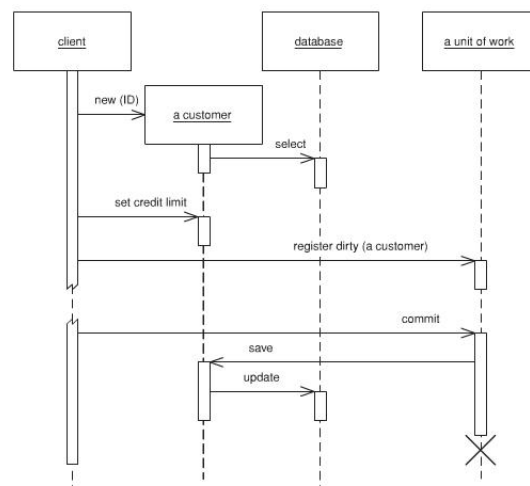 client
database
a unit of work
new (ID)
a customer
select
set credit limit
register dirty (a customer)
commit
save
update